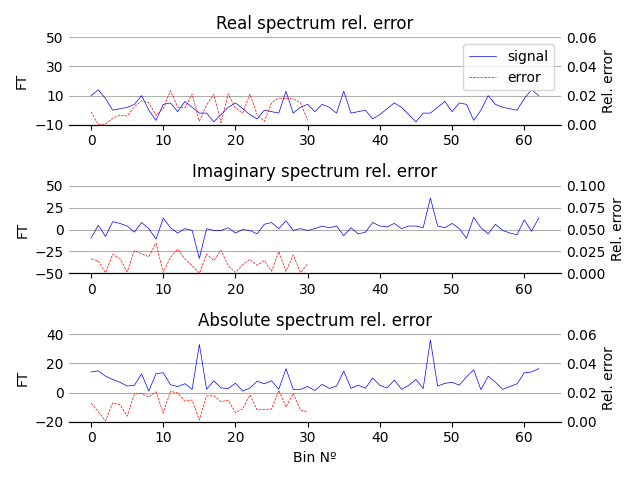 Real spectrum rel. error
50
30
10
−10
FT
0.06
0.04
0.02
0.00
Rel. error
signal
error
0 10 20 30 40 50 60
Imaginary spectrum rel. error
50
25
0
−25
−50
FT
0.100
0.075
0.050
0.025
0.000
Rel. error
0 10 20 30 40 50 60
Absolute spectrum rel. error
40
20
0
−20
FT
0.06
0.04
0.02
0.00
Rel. error
0 10 20 30 40 50 60
Bin Nº